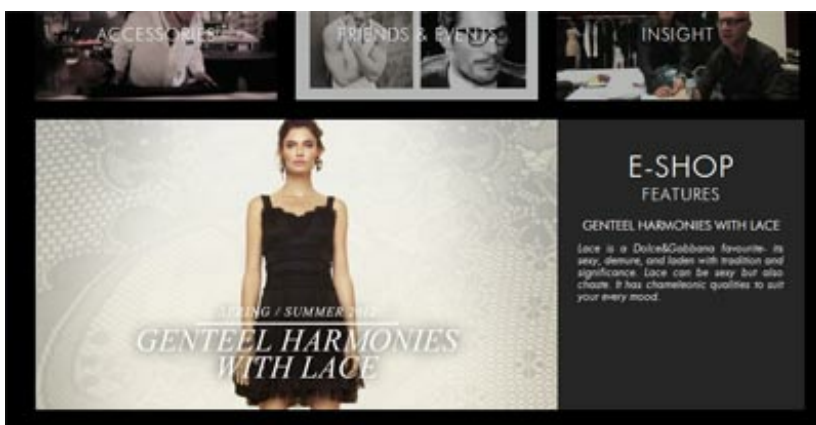 ACCESSORIES
FRIENDS & EVENTS
INSIGHT
SPRING / SUMMER 2012
GENTEEL HARMONIES
WITH LACE
E-SHOP
FEATURES
GENTEEL HARMONIES WITH LACE
Lace is a Dolce&Gabbana favourite- its
sexy, demure, and laden with tradition and
significance. Lace can be sexy but also
chaste. It has chameleonic qualities to suit
your every mood.